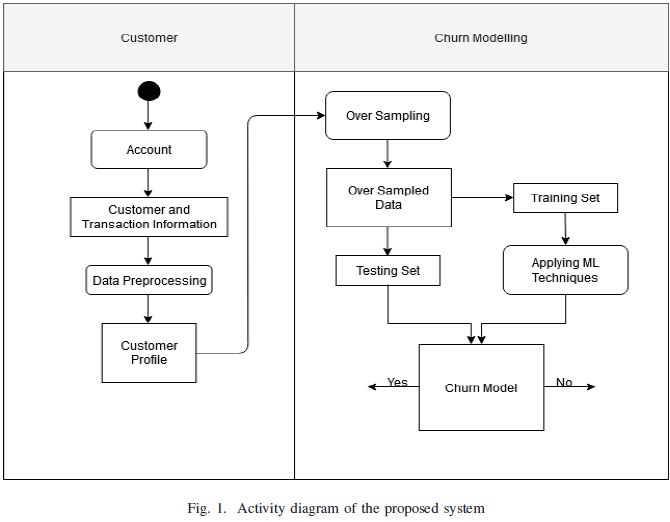 Customer
Churn Modelling
Account
Customer and
Transaction Information
Data Preprocessing
Customer
Profile
Over Sampling
Over Sampled
Data
Training Set
Testing Set
Applying ML
Techniques
Yes
Churn Model
No
Fig. 1. Activity diagram of the proposed system